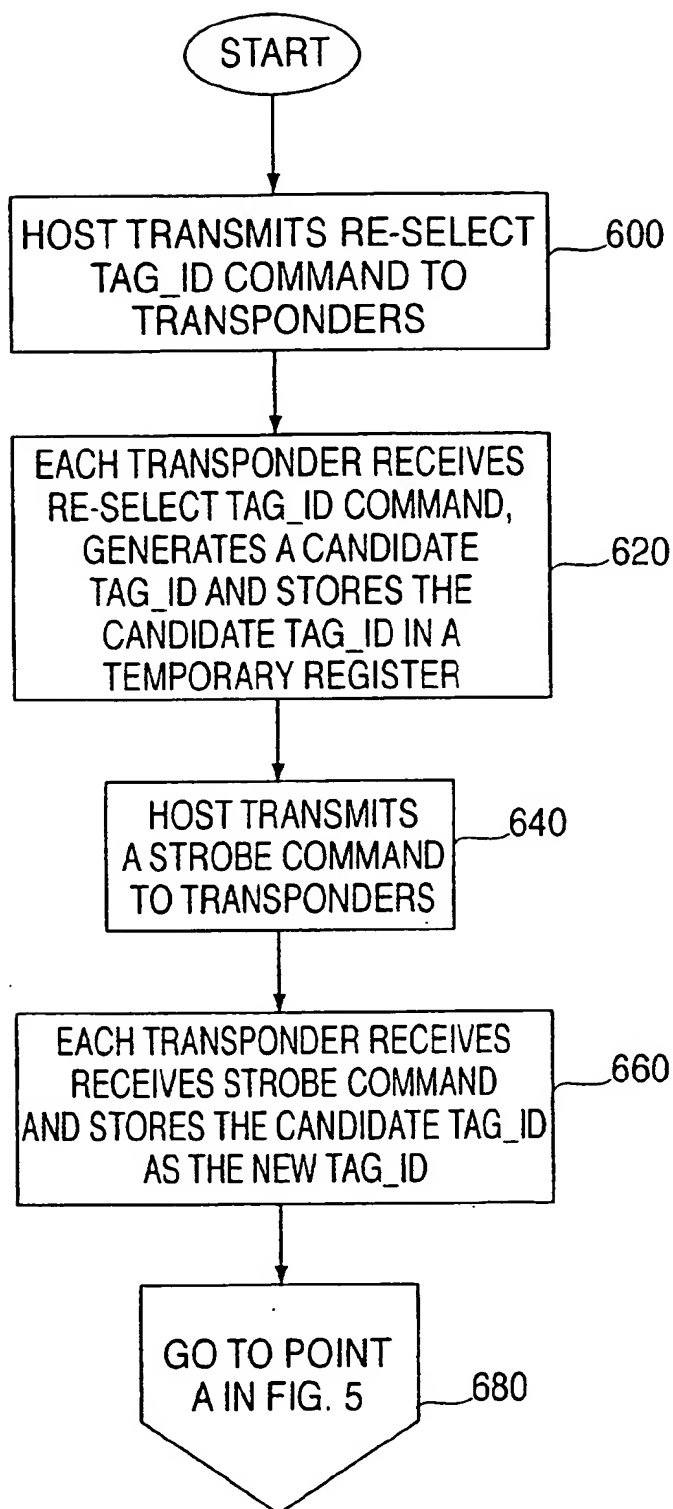 START
HOST TRANSMITS RE-SELECT
TAG_ID COMMAND TO
TRANSPONDERS
600
EACH TRANSPONDER RECEIVES
RE-SELECT TAG_ID COMMAND,
GENERATES A CANDIDATE
TAG_ID AND STORES THE
CANDIDATE TAG_ID IN A
TEMPORARY REGISTER
620
HOST TRANSMITS
A STROBE COMMAND
TO TRANSPONDERS
640
EACH TRANSPONDER RECEIVES
RECEIVES STROBE COMMAND
AND STORES THE CANDIDATE TAG_ID
AS THE NEW TAG_ID
660
GO TO POINT
A IN FIG. 5
680